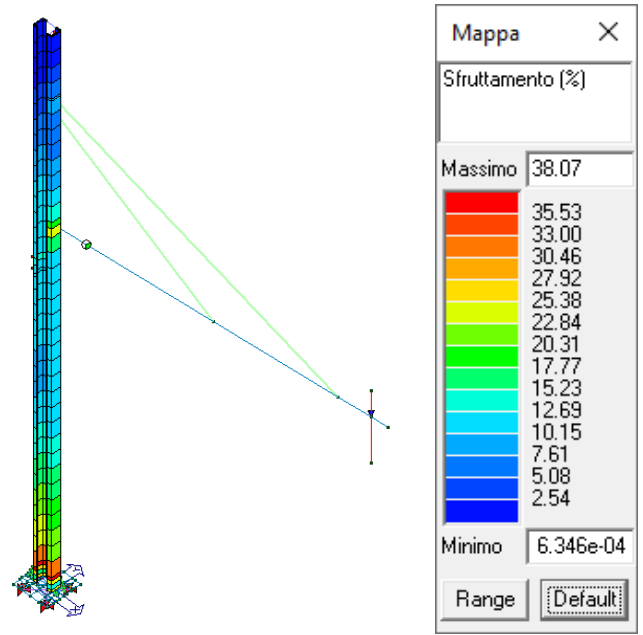 Mappa
Sfruttamento (%)
Massimo 38.07
35.53
33.00
30.46
27.92
25.38
22.84
20.31
17.77
15.23
12.69
10.15
7.61
5.08
2.54
Minimo 6.346e-04
Range Default